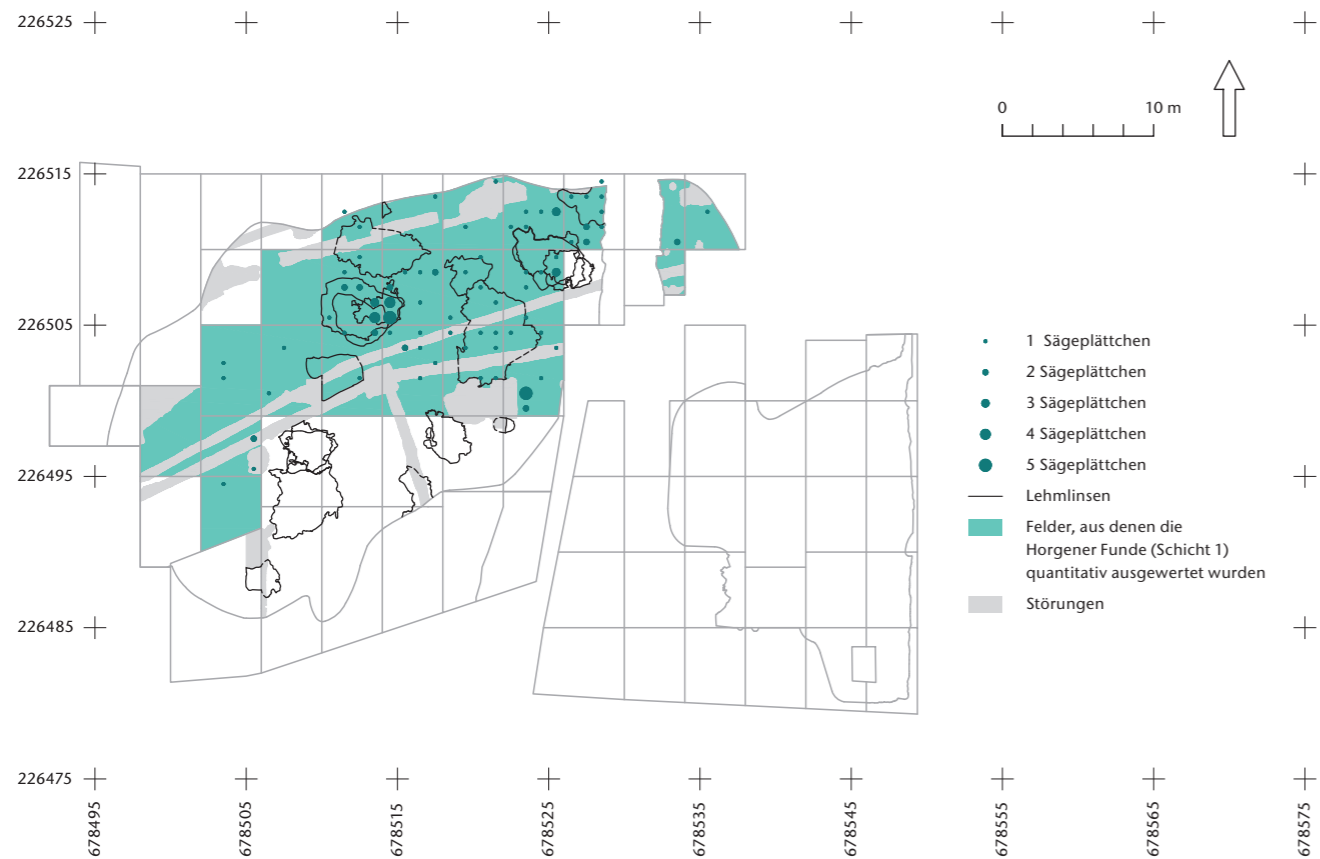 226525
0 10 m
226515
226505
226495
226485
226475
1 Sägeplättchen
2 Sägeplättchen
3 Sägeplättchen
4 Sägeplättchen
5 Sägeplättchen
Lehmlinsen
Felder, aus denen die
Horgener Funde (Schicht 1)
quantitativ ausgewertet wurden
Störungen
678495
678505
678515
678525
678535
678545
678555
678565
678575